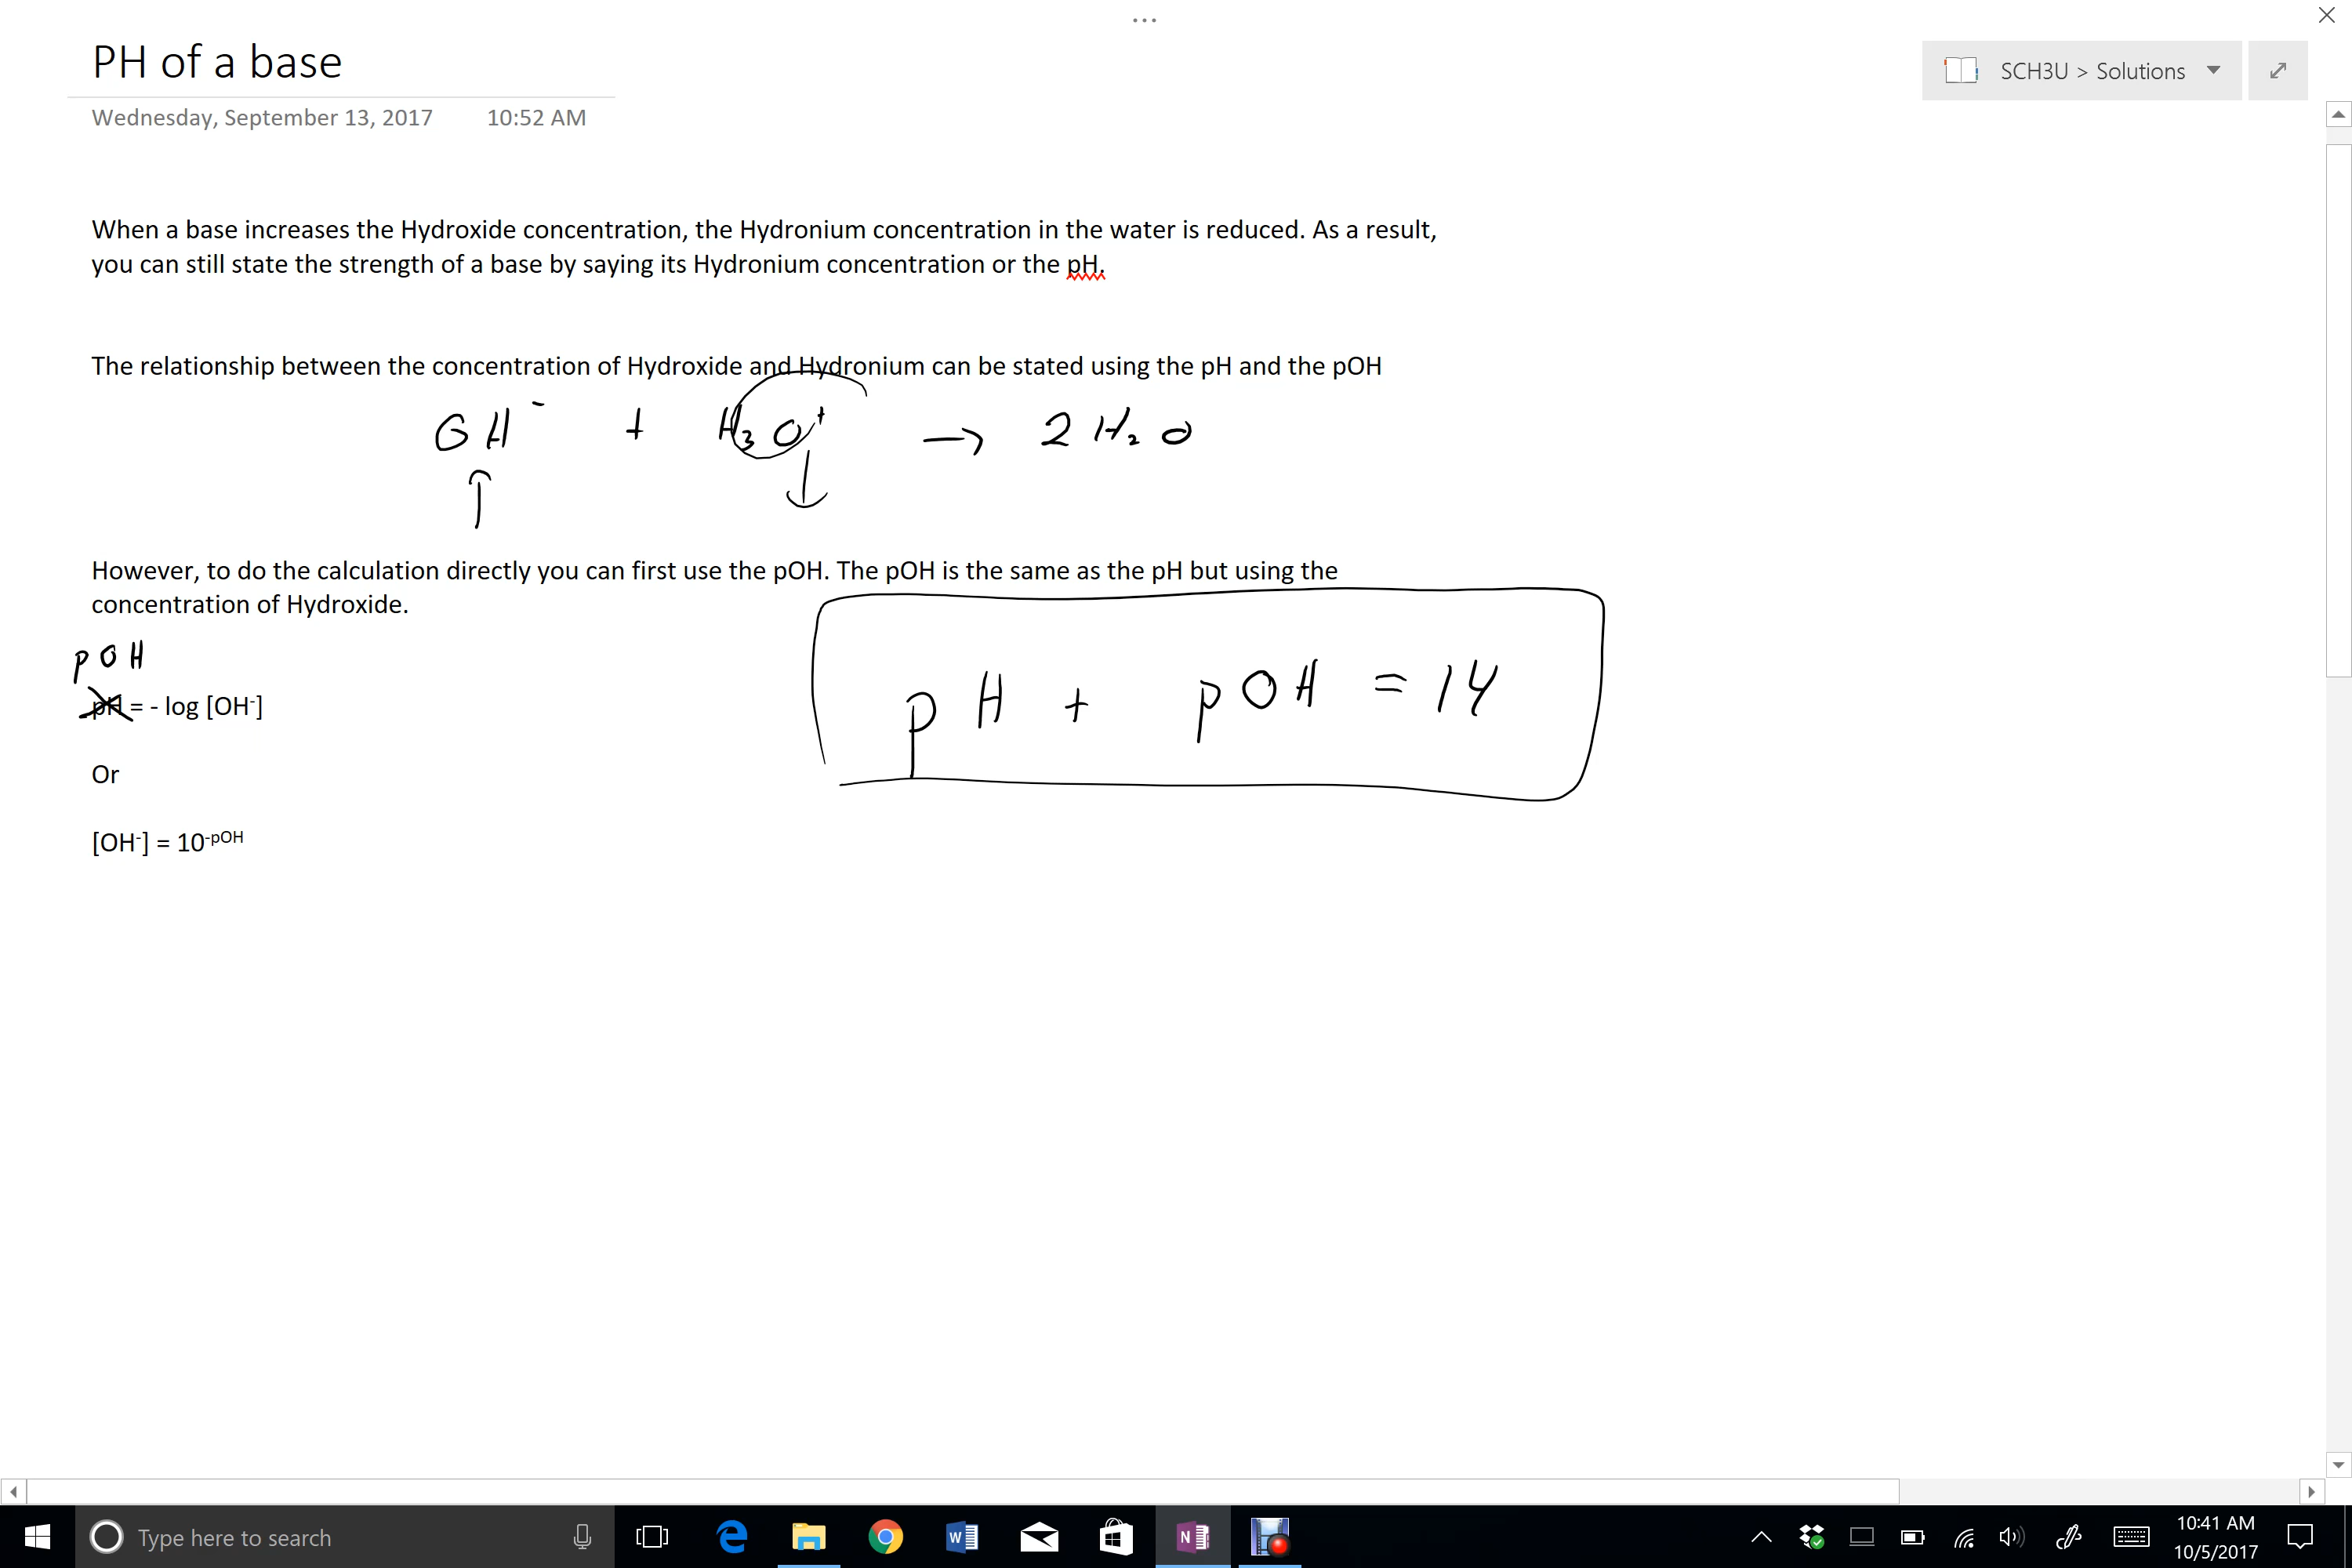 PH of a base
SCH3U > Solutions
Wednesday, September 13, 2017 10:52 AM
When a base increases the Hydroxide concentration, the Hydronium concentration in the water is reduced. As a result,
you can still state the strength of a base by saying its Hydronium concentration or the pH.
The relationship between the concentration of Hydroxide and Hydronium can be stated using the pH and the pOH
OH⁻ + H₃O⁺ → 2 H₂O
↑ ↓
However, to do the calculation directly you can first use the pOH. The pOH is the same as the pH but using the
concentration of Hydroxide.
pOH
pH = - log [OH⁻]
pH + pOH = 14
Or
[OH⁻] = 10⁻ᵖᴼᴴ
Type here to search
10:41 AM
10/5/2017